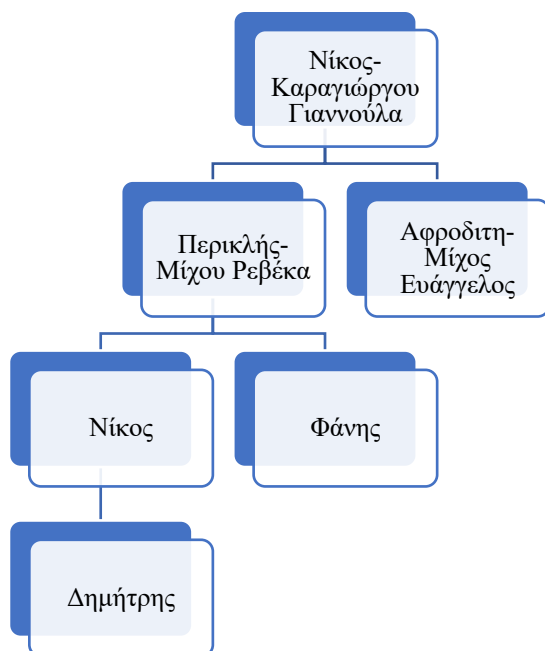 Νίκος-
Καραγιώργου
Γιαννούλα
Περικλής-
Μίχου Ρεβέκα
Αφροδιτη-
Μίχος
Ευάγγελος
Νίκος
Φάνης
Δημήτρης